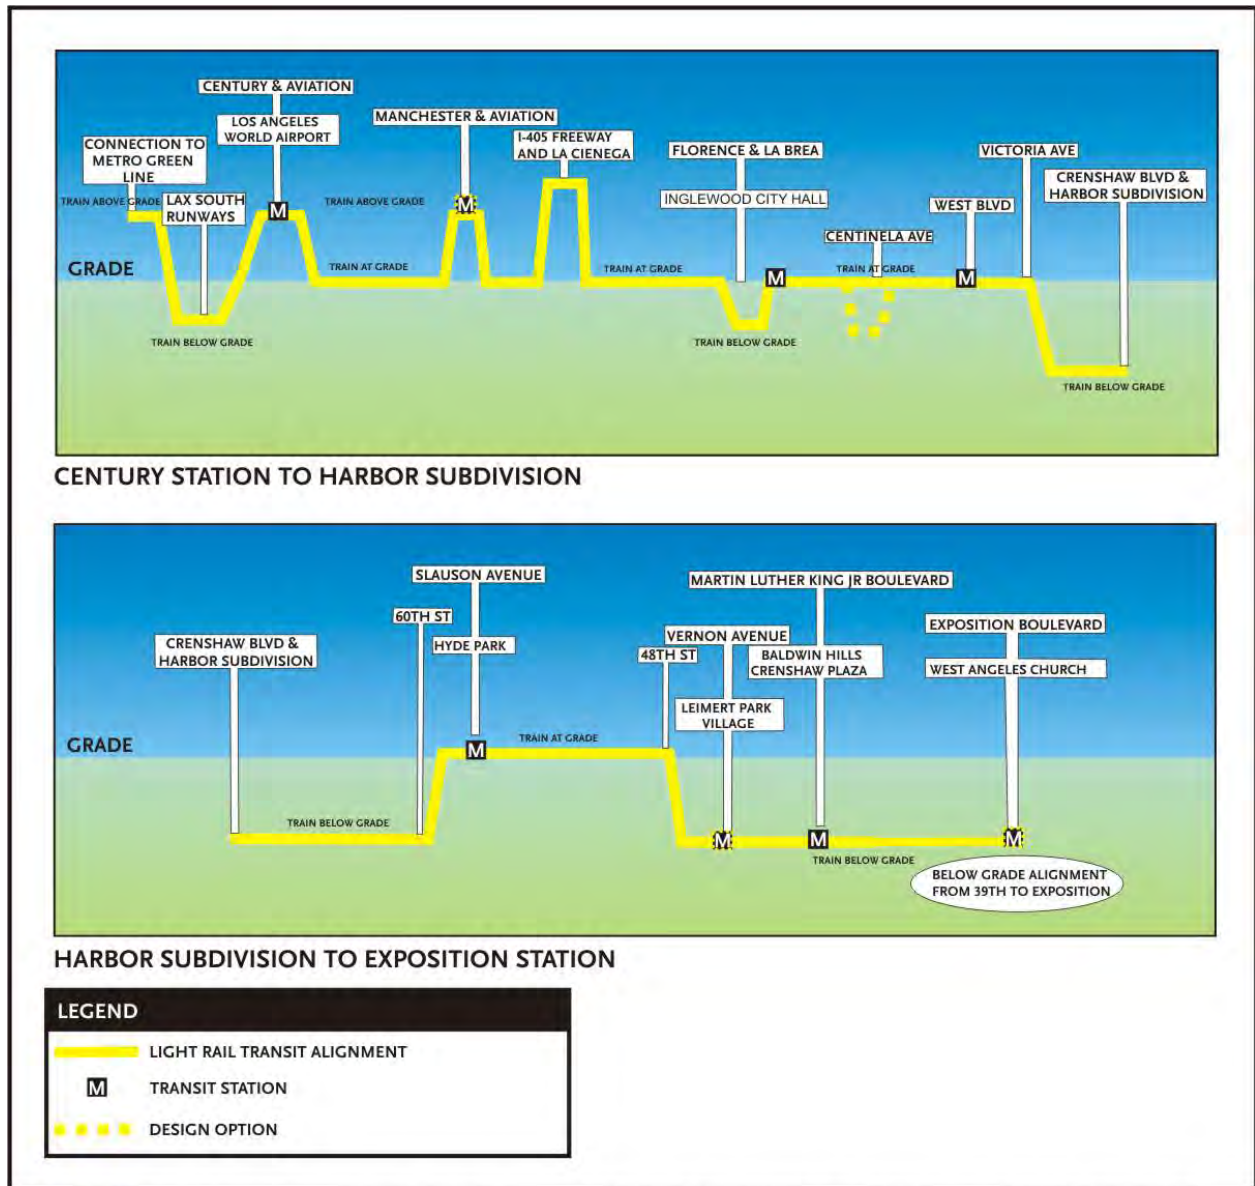 CENTURY & AVIATION
LOS ANGELES
WORLD AIRPORT
MANCHESTER & AVIATION
CONNECTION TO
METRO GREEN
LINE
I-405 FREEWAY
AND LA CIENEGA
FLORENCE & LA BREA
VICTORIA AVE
CRENSHAW BLVD &
HARBOR SUBDIVISION
TRAIN ABOVE GRADE
LAX SOUTH
RUNWAYS
TRAIN ABOVE GRADE
INGLEWOOD CITY HALL
WEST BLVD
CENTINELA AVE
M
M
GRADE
TRAIN AT GRADE
TRAIN AT GRADE
M
TRAIN AT GRADE
M
TRAIN BELOW GRADE
TRAIN BELOW GRADE
TRAIN BELOW GRADE
CENTURY STATION TO HARBOR SUBDIVISION
SLAUSON AVENUE
MARTIN LUTHER KING JR BOULEVARD
60TH ST
EXPOSITION BOULEVARD
CRENSHAW BLVD &
HARBOR SUBDIVISION
HYDE PARK
VERNON AVENUE
48TH ST
BALDWIN HILLS
CRENSHAW PLAZA
WEST ANGELES CHURCH
LEIMERT PARK
VILLAGE
GRADE
M
TRAIN AT GRADE
TRAIN BELOW GRADE
M
M
M
TRAIN BELOW GRADE
BELOW GRADE ALIGNMENT
FROM 39TH TO EXPOSITION
HARBOR SUBDIVISION TO EXPOSITION STATION
LEGEND
LIGHT RAIL TRANSIT ALIGNMENT
M TRANSIT STATION
DESIGN OPTION